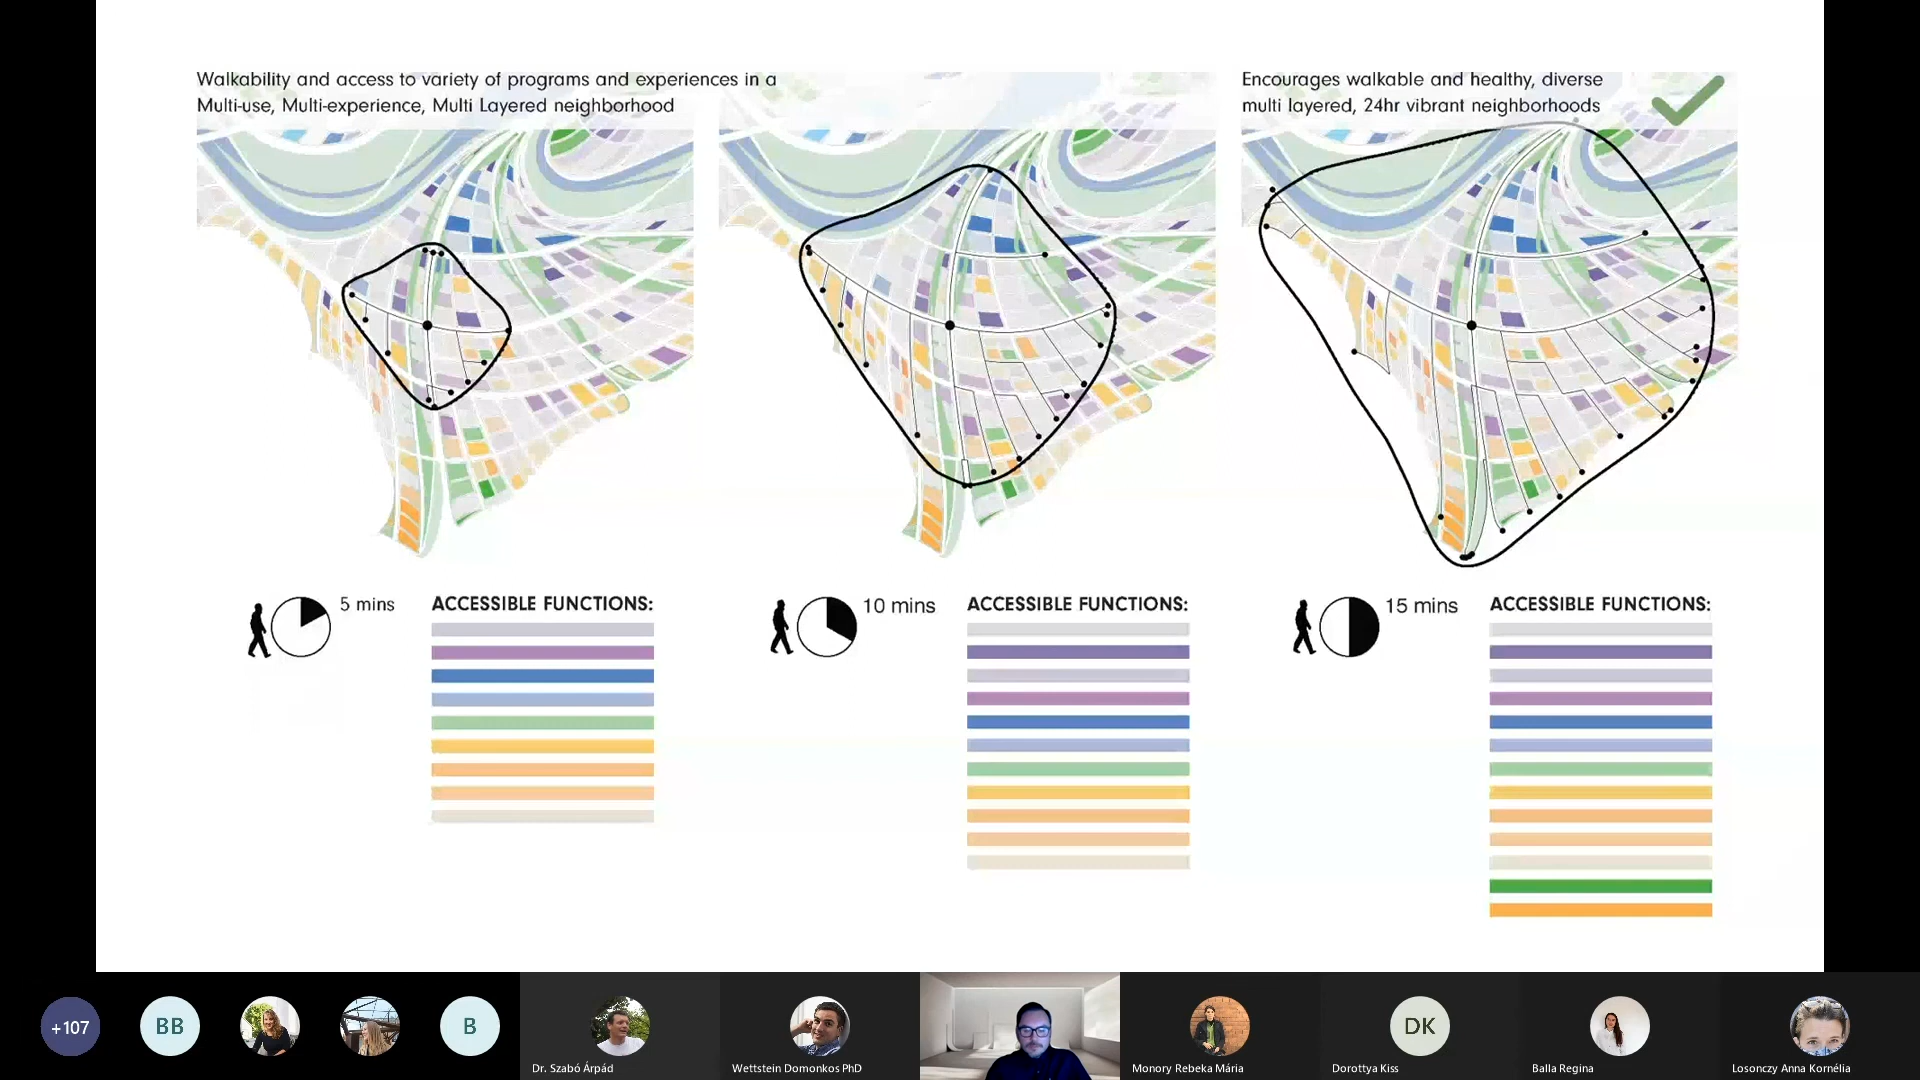 Walkability and access to variety of programs and experiences in a
Multi-use, Multi-experience, Multi Layered neighborhood
Encourages walkable and healthy, diverse
multi layered, 24hr vibrant neighborhoods
5 mins
ACCESSIBLE FUNCTIONS:
10 mins
ACCESSIBLE FUNCTIONS:
15 mins
ACCESSIBLE FUNCTIONS:
+107
BB
B
DK
Dr. Szabó Árpád
Wettstein Domonkos PhD
Monory Rebeka Mária
Dorottya Kiss
Balla Regina
Losonczy Anna Kornélia